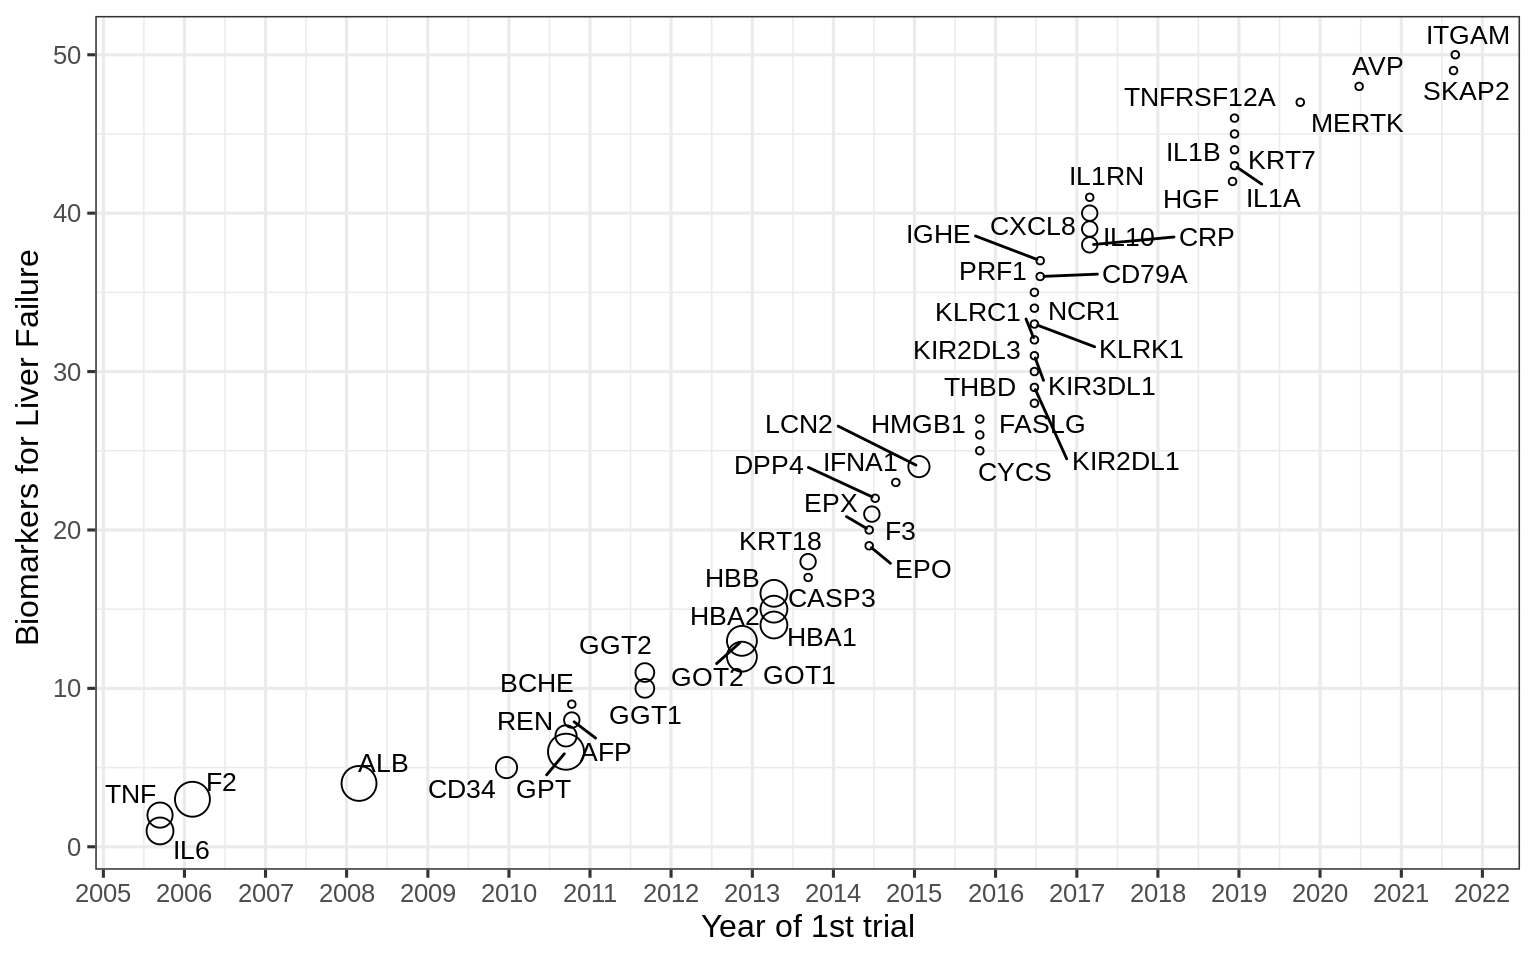 ITGAM
50
AVP
SKAP2
TNFRSF12A
MERTK
IL1B
KRT7
IL1RN
HGF
IL1A
40
IGHE
CXCL8
IL10
CRP
PRF1
CD79A
KLRC1
NCR1
KIR2DL3
KLRK1
30
THBD
KIR3DL1
LCN2
HMGB1
FASLG
DPP4
IFNA1
CYCS
KIR2DL1
EPX
20
F3
KRT18
EPO
HBB
CASP3
HBA2
HBA1
GGT2
GOT2
GOT1
10
BCHE
REN
GGT1
AFP
ALB
TNF
F2
CD34
GPT
0
IL6
Biomarkers for Liver Failure
2005 2006 2007 2008 2009 2010 2011 2012 2013 2014 2015 2016 2017 2018 2019 2020 2021 2022
Year of 1st trial